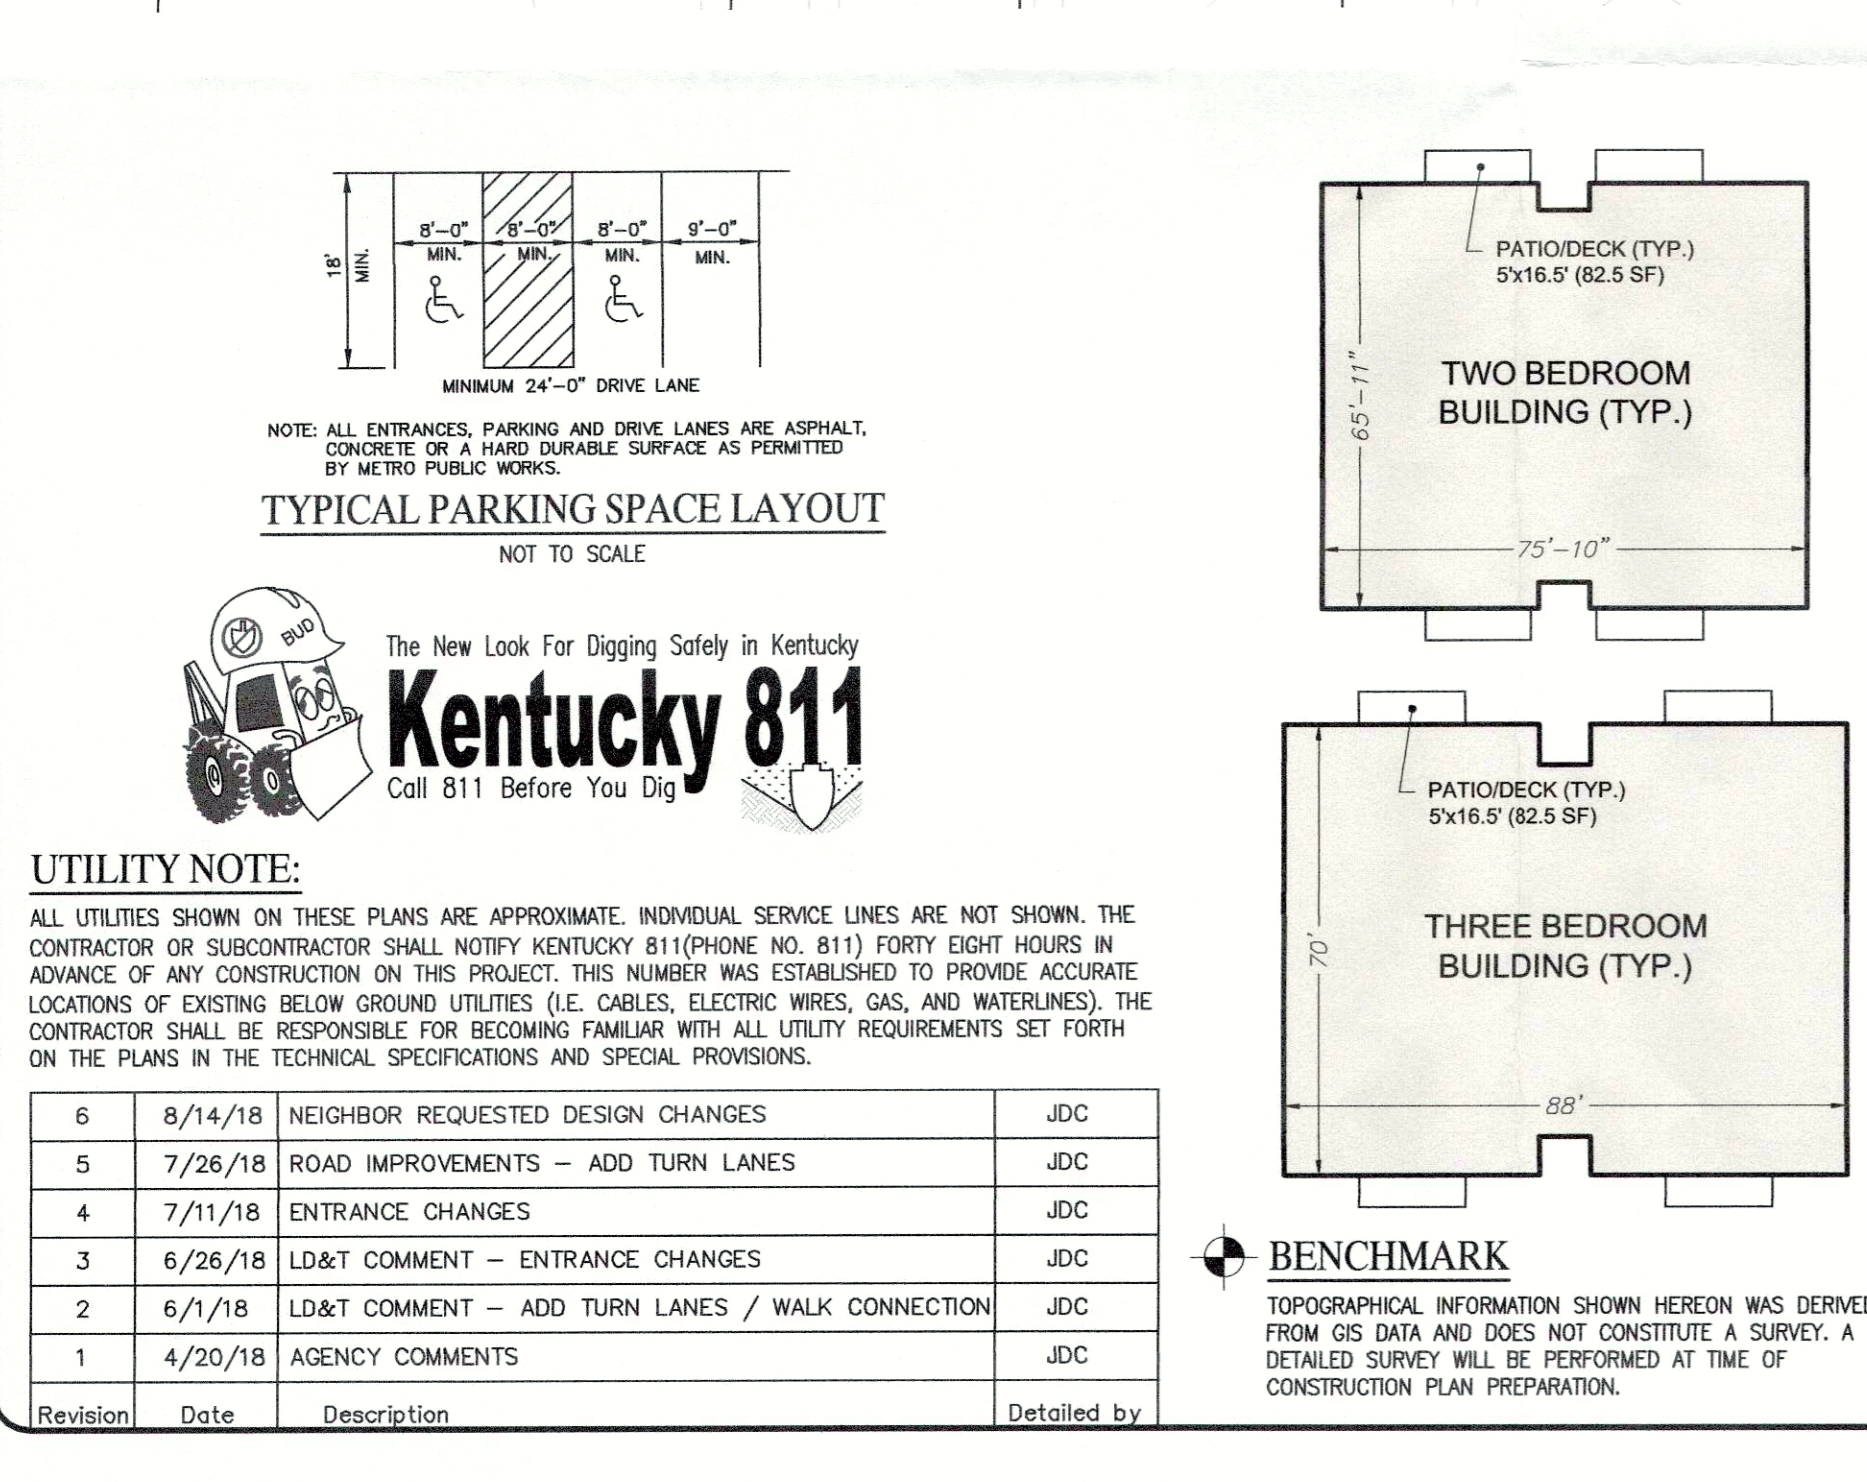 8'-0"
8'-0"
8'-0"
9'-0"
MIN.
MIN.
MIN.
MIN.
18'
MIN.
MINIMUM 24'-0" DRIVE LANE
NOTE: ALL ENTRANCES, PARKING AND DRIVE LANES ARE ASPHALT,
CONCRETE OR A HARD DURABLE SURFACE AS PERMITTED
BY METRO PUBLIC WORKS.
TYPICAL PARKING SPACE LAYOUT
NOT TO SCALE
BUD
The New Look For Digging Safely in Kentucky
Kentucky 811
Call 811 Before You Dig
UTILITY NOTE:
ALL UTILITIES SHOWN ON THESE PLANS ARE APPROXIMATE. INDIVIDUAL SERVICE LINES ARE NOT SHOWN. THE
CONTRACTOR OR SUBCONTRACTOR SHALL NOTIFY KENTUCKY 811(PHONE NO. 811) FORTY EIGHT HOURS IN
ADVANCE OF ANY CONSTRUCTION ON THIS PROJECT. THIS NUMBER WAS ESTABLISHED TO PROVIDE ACCURATE
LOCATIONS OF EXISTING BELOW GROUND UTILITIES (I.E. CABLES, ELECTRIC WIRES, GAS, AND WATERLINES). THE
CONTRACTOR SHALL BE RESPONSIBLE FOR BECOMING FAMILIAR WITH ALL UTILITY REQUIREMENTS SET FORTH
ON THE PLANS IN THE TECHNICAL SPECIFICATIONS AND SPECIAL PROVISIONS.
6 8/14/18 NEIGHBOR REQUESTED DESIGN CHANGES JDC
5 7/26/18 ROAD IMPROVEMENTS – ADD TURN LANES JDC
4 7/11/18 ENTRANCE CHANGES JDC
3 6/26/18 LD&T COMMENT – ENTRANCE CHANGES JDC
2 6/1/18 LD&T COMMENT – ADD TURN LANES / WALK CONNECTION JDC
1 4/20/18 AGENCY COMMENTS JDC
Revision Date Description Detailed by
PATIO/DECK (TYP.)
5'x16.5' (82.5 SF)
TWO BEDROOM
BUILDING (TYP.)
65'-11"
75'-10"
PATIO/DECK (TYP.)
5'x16.5' (82.5 SF)
THREE BEDROOM
BUILDING (TYP.)
70'
88'
BENCHMARK
TOPOGRAPHICAL INFORMATION SHOWN HEREON WAS DERIVED
FROM GIS DATA AND DOES NOT CONSTITUTE A SURVEY. A
DETAILED SURVEY WILL BE PERFORMED AT TIME OF
CONSTRUCTION PLAN PREPARATION.